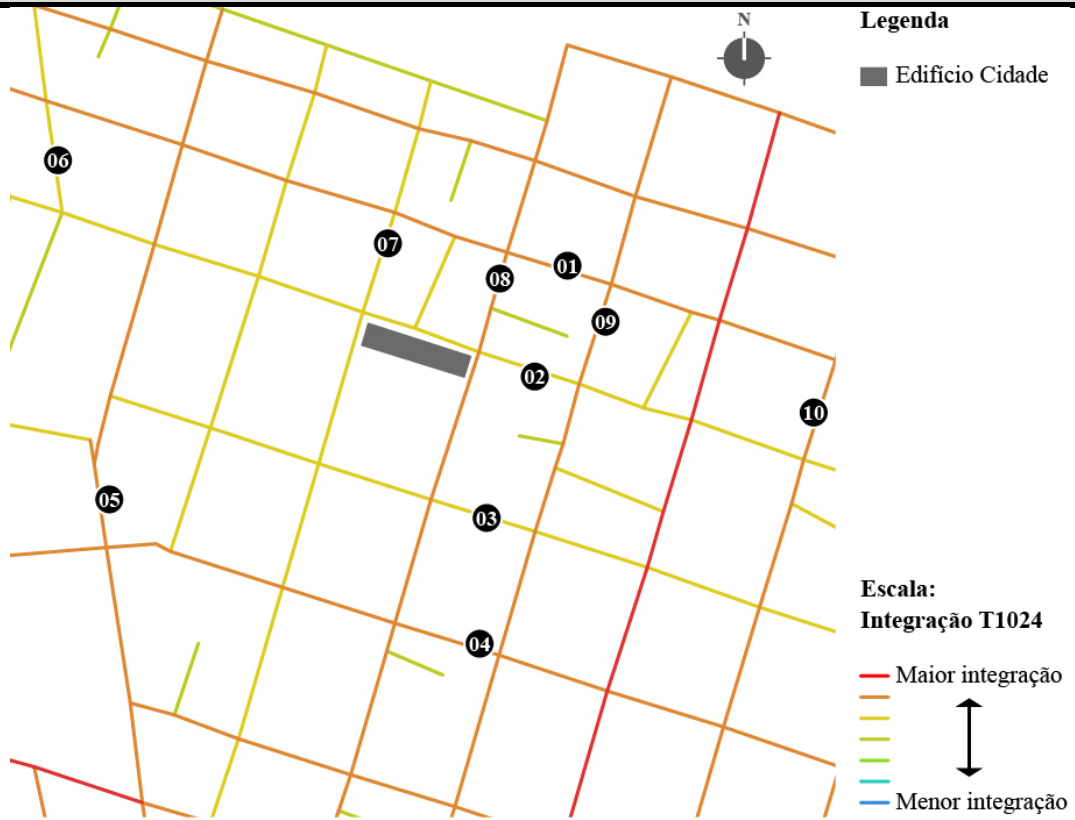 Legenda
N
Edifício Cidade
06
07
01
08
09
02
10
05
03
04
Escala:
Integração T1024
Maior integração
Menor integração